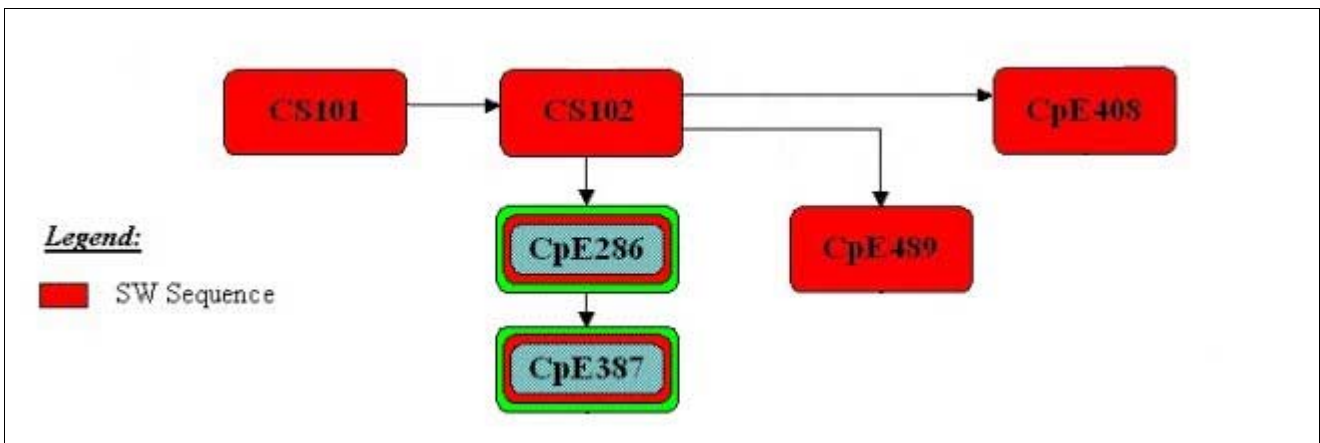 CS101
CS102
CpE408
CpE286
CpE489
Legend:
SW Sequence
CpE387